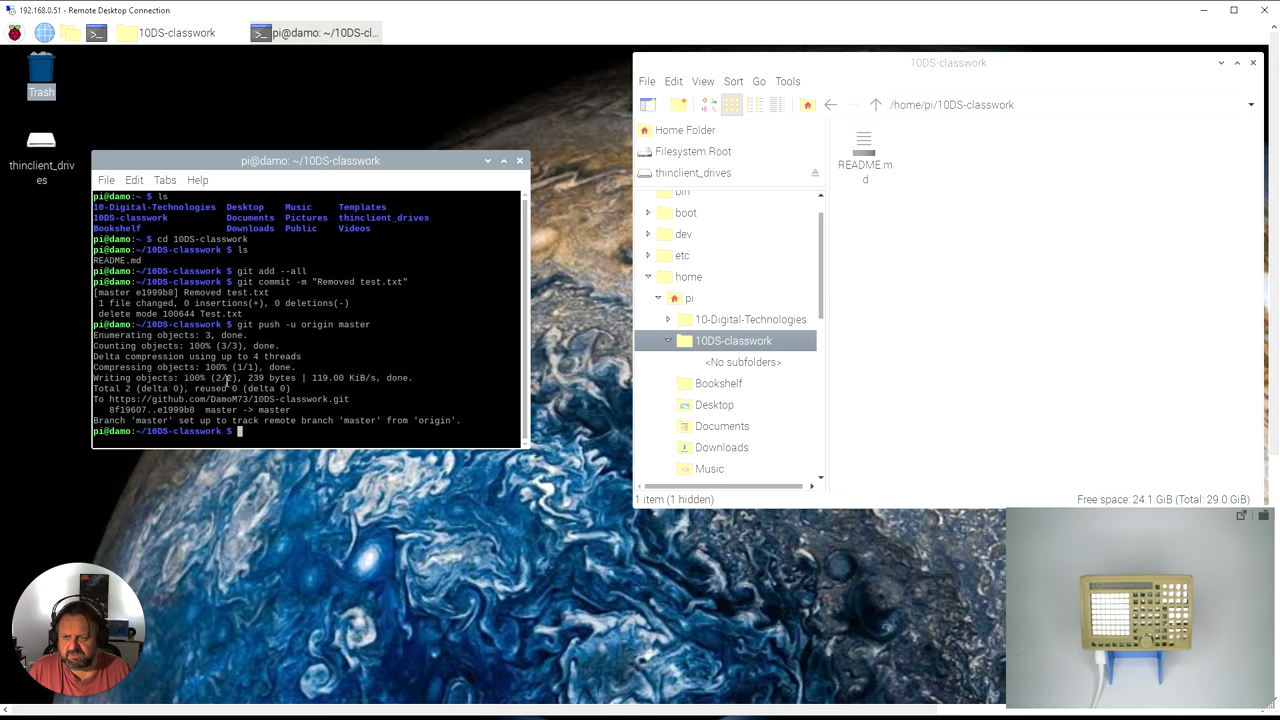 192.168.0.51 - Remote Desktop Connection
10DS-classwork
pi@damo: ~/10DS-cl...
Trash
thinclient_driv
es
pi@damo: ~/10DS-classwork
File Edit Tabs Help
pi@damo:~ $ ls
10-Digital-Technologies Desktop Music Templates
10DS-classwork Documents Pictures thinclient_drives
Bookshelf Downloads Public Videos
pi@damo:~ $ cd 10DS-classwork
pi@damo:~/10DS-classwork $ ls
README.md
pi@damo:~/10DS-classwork $ git add --all
pi@damo:~/10DS-classwork $ git commit -m "Removed test.txt"
[master e1999b8] Removed test.txt
1 file changed, 0 insertions(+), 0 deletions(-)
delete mode 100644 Test.txt
pi@damo:~/10DS-classwork $ git push -u origin master
Enumerating objects: 3, done.
Counting objects: 100% (3/3), done.
Delta compression using up to 4 threads
Compressing objects: 100% (1/1), done.
Writing objects: 100% (2/2), 239 bytes | 119.00 KiB/s, done.
Total 2 (delta 0), reused 0 (delta 0)
To https://github.com/DamoM73/10DS-classwork.git
8f19607..e1999b8 master -> master
Branch 'master' set up to track remote branch 'master' from 'origin'.
pi@damo:~/10DS-classwork $
10DS-classwork
File Edit View Sort Go Tools
/home/pi/10DS-classwork
Home Folder
Filesystem Root
thinclient_drives
bin
boot
dev
etc
home
pi
10-Digital-Technologies
10DS-classwork
<No subfolders>
Bookshelf
Desktop
Documents
Downloads
Music
README.m
d
1 item (1 hidden)
Free space: 24.1 GiB (Total: 29.0 GiB)